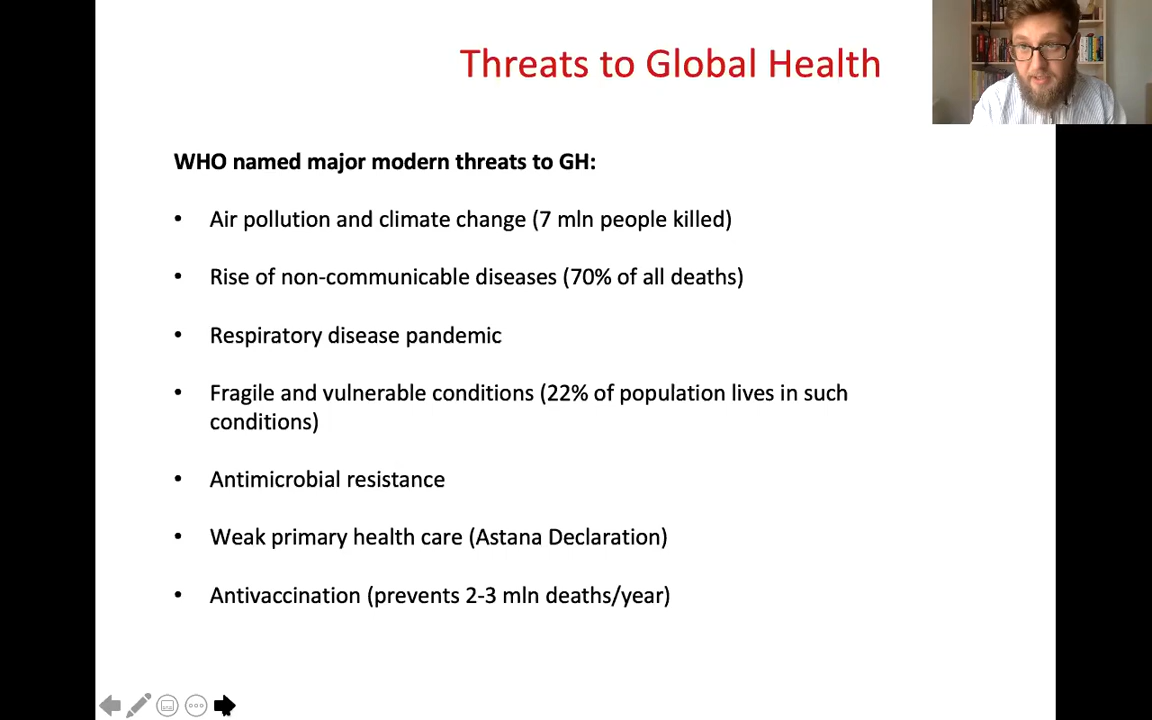 Threats to Global Health
WHO named major modern threats to GH:
• Air pollution and climate change (7 mln people killed)
• Rise of non-communicable diseases (70% of all deaths)
• Respiratory disease pandemic
• Fragile and vulnerable conditions (22% of population lives in such
conditions)
• Antimicrobial resistance
• Weak primary health care (Astana Declaration)
• Antivaccination (prevents 2-3 mln deaths/year)